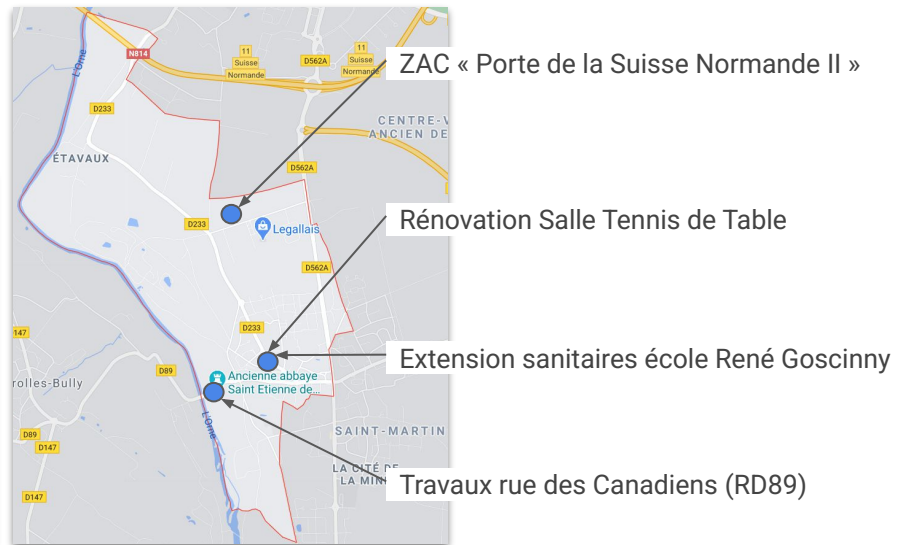 L'Orne
N814
11
Suisse
Normande
D562A
11
Suisse
Normande
ZAC « Porte de la Suisse Normande II »
D233
CENTRE-V
ANCIEN DE
ÉTAVAUX
D562A
D233
Legallais
Rénovation Salle Tennis de Table
D562A
D233
147
Extension sanitaires école René Goscinny
D89
rolles-Bully
Ancienne abbaye
Saint Etienne de...
L'Orne
D89
D147
SAINT-MARTIN
LA CITÉ DE
LA MIN
D147
Travaux rue des Canadiens (RD89)